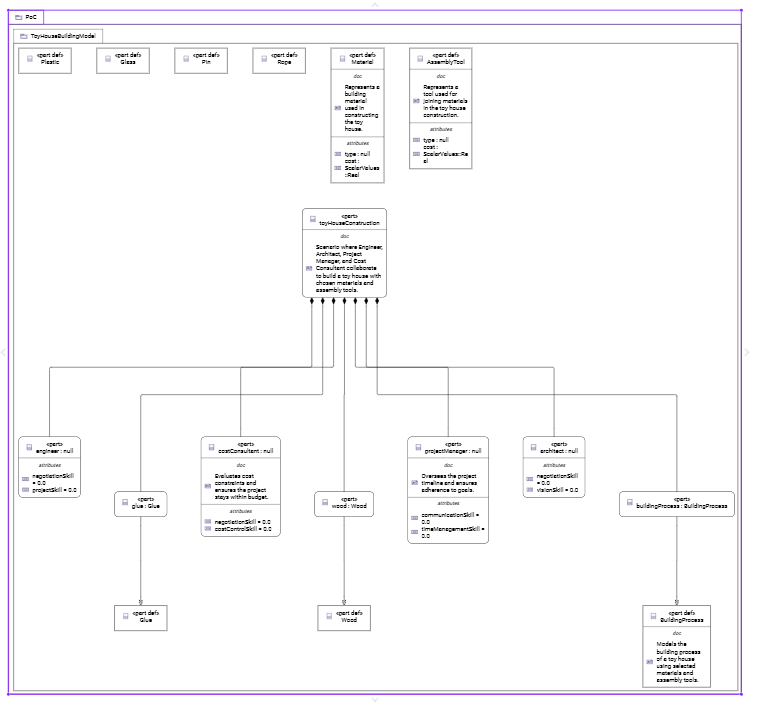 PoC
ToyHouseBuildingModel
«part def»
Plastic
«part def»
Glass
«part def»
Pin
«part def»
Rope
«part def»
Material
doc
Represents a
building
material
used in
constructing
the toy
house.
attributes
type : null
cost :
ScalarValues
::Real
«part def»
AssemblyTool
doc
Represents a
tool used for
joining materials
in the toy house
construction.
attributes
type : null
cost :
ScalarValues::Re
al
«part»
toyHouseConstruction
doc
Scenario where Engineer,
Architect, Project
Manager, and Cost
Consultant collaborate
to build a toy house with
chosen materials and
assembly tools.
«part»
engineer : null
attributes
negotiationSkill
= 0.0
projectSkill = 0.0
«part»
glue : Glue
«part»
costConsultant : null
doc
Evaluates cost
constraints and
ensures the project
stays within budget.
attributes
negotiationSkill = 0.0
costControlSkill = 0.0
«part»
wood : Wood
«part»
projectManager : null
doc
Oversees the project
timeline and ensures
adherence to goals.
attributes
communicationSkill =
0.0
timeManagementSkill =
0.0
«part»
architect : null
attributes
negotiationSkill
= 0.0
visionSkill = 0.0
«part»
buildingProcess : BuildingProcess
«part def»
Glue
«part def»
Wood
«part def»
BuildingProcess
doc
Models the
building process
of a toy house
using selected
materials and
assembly tools.